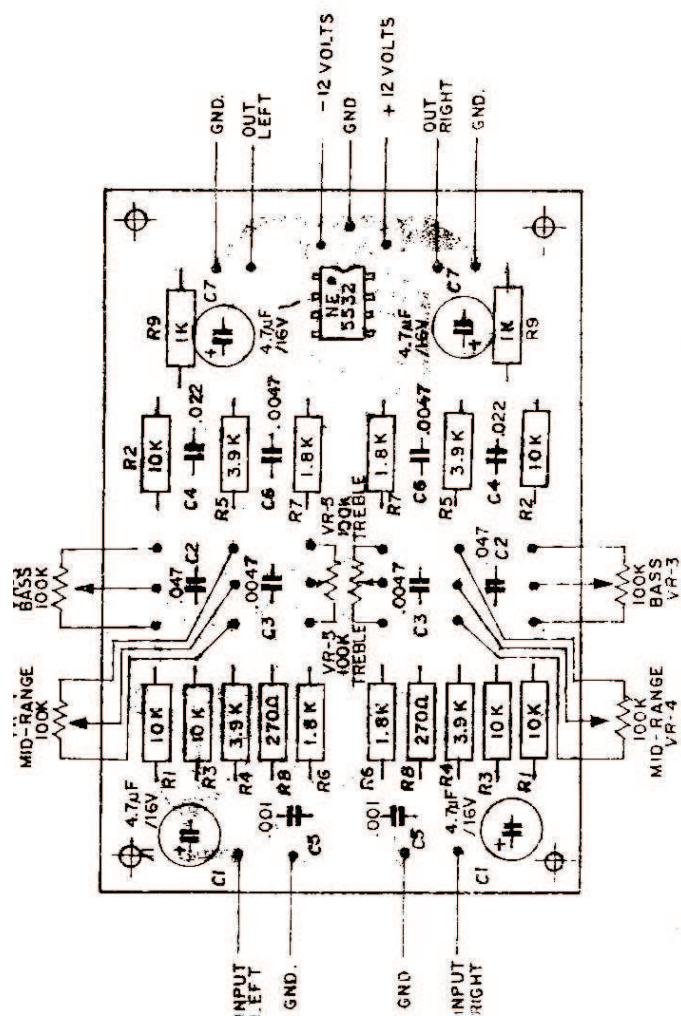 GND.
OUT
LEFT
-12 VOLTS
GND
+12 VOLTS
OUT
RIGHT
GND.
R9
1K
C7
4.7µF
/16V
NE
5532
4.7µF
/16V
C7
1K
R9
R2
10K
C4
.022
R5
3.9K
C6
.0047
R7
1.8K
R7
1.8K
C6
.0047
R5
3.9K
C4
.022
R2
10K
BASS
100K
.047
C2
.0047
C3
VR-5
100K
TREBLE
VR-5
100K
TREBLE
.0047
C3
.047
C2
100K
BASS
VR-3
MID-RANGE
100K
10K
R1
10K
R3
3.9K
R4
270Ω
R8
1.8K
R6
1.8K
R6
270Ω
R8
3.9K
R4
10K
R3
10K
R1
100K
MID-RANGE
VR-4
4.7µF
/16V
C1
.001
C5
.001
C5
4.7µF
/16V
C1
INPUT
LEFT
GND.
GND
INPUT
RIGHT